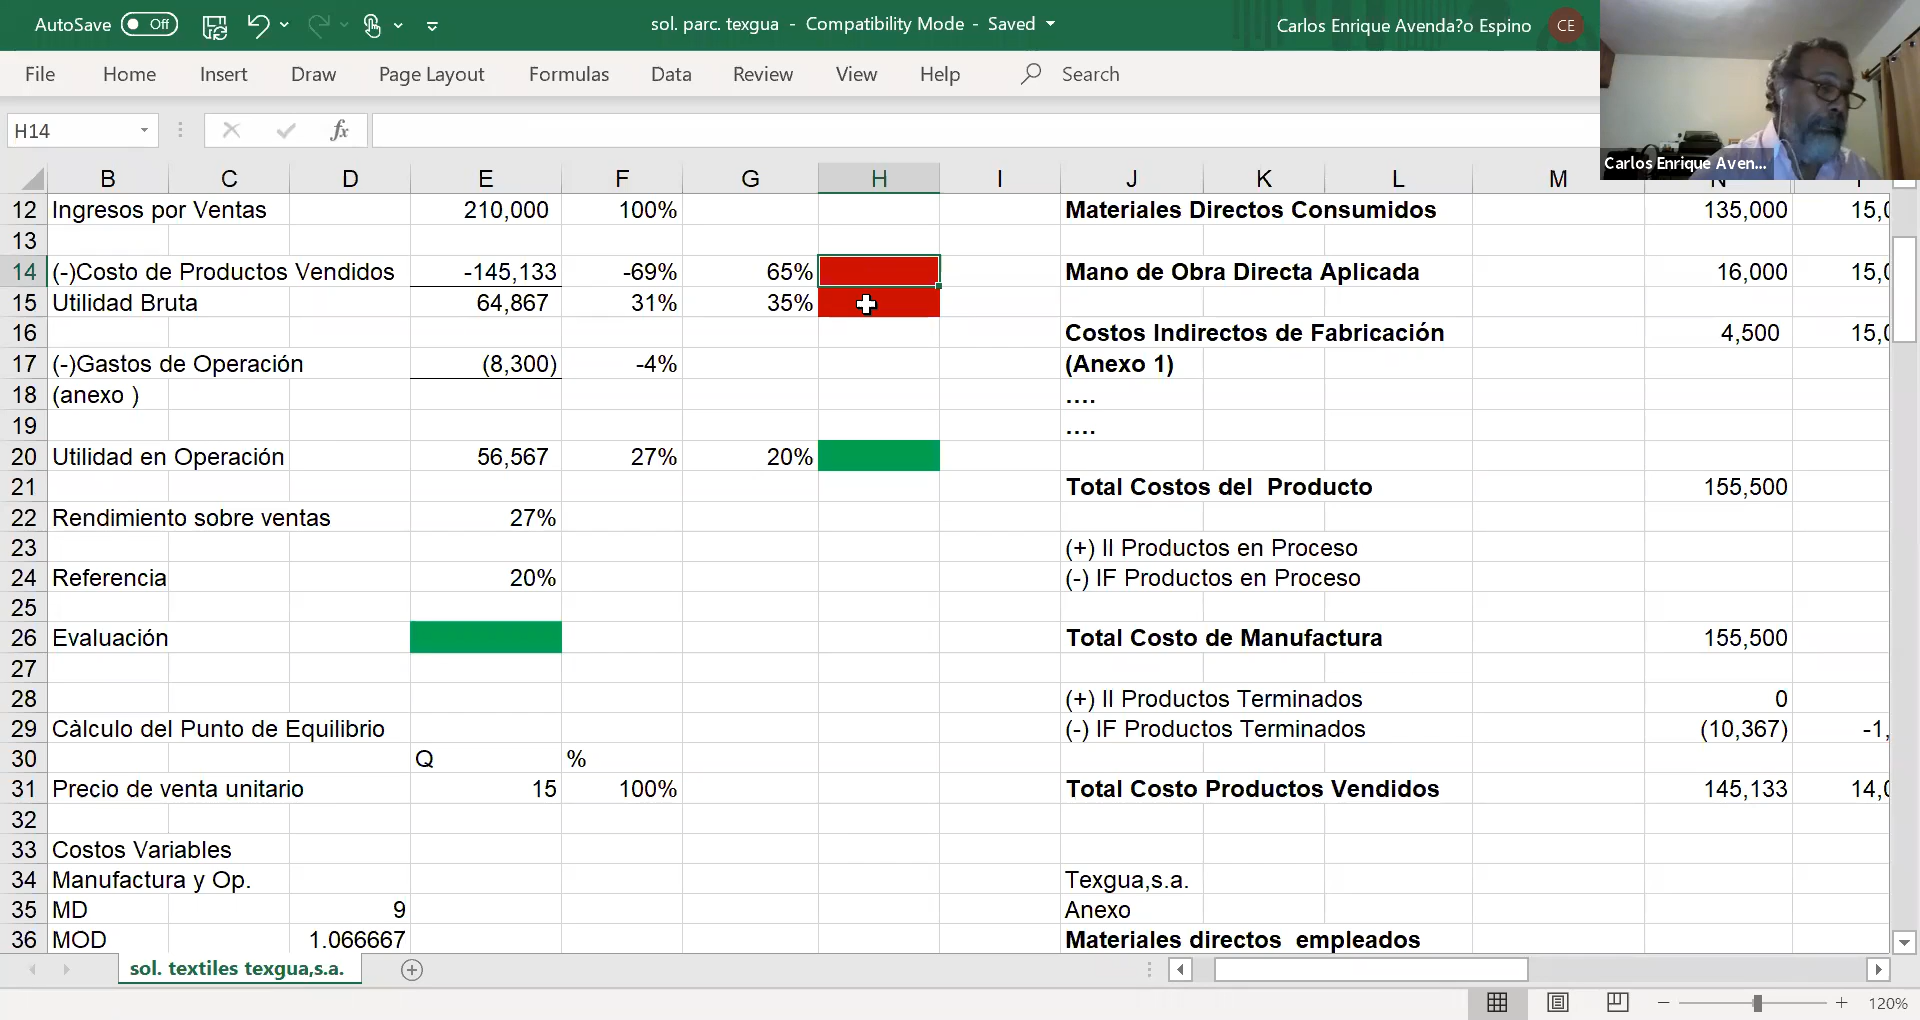 AutoSave Off sol. parc. texgua - Compatibility Mode - Saved Carlos Enrique Avenda?o Espino CE
File Home Insert Draw Page Layout Formulas Data Review View Help Search
H14 fx
Carlos Enrique Aven...
B C D E F G H I J K L M N
12 Ingresos por Ventas 210,000 100% Materiales Directos Consumidos 135,000
13
14 (-)Costo de Productos Vendidos -145,133 -69% 65% Mano de Obra Directa Aplicada 16,000
15 Utilidad Bruta 64,867 31% 35%
16 Costos Indirectos de Fabricación 4,500
17 (-)Gastos de Operación (8,300) -4% (Anexo 1)
18 (anexo ) ....
19 ....
20 Utilidad en Operación 56,567 27% 20%
21 Total Costos del  Producto 155,500
22 Rendimiento sobre ventas 27%
23 (+) II Productos en Proceso
24 Referencia 20% (-) IF Productos en Proceso
25
26 Evaluación Total Costo de Manufactura 155,500
27
28 (+) II Productos Terminados 0
29 Càlculo del Punto de Equilibrio (-) IF Productos Terminados (10,367) -1,
30 Q %
31 Precio de venta unitario 15 100% Total Costo Productos Vendidos 145,133
32
33 Costos Variables
34 Manufactura y Op. Texgua,s.a.
35 MD 9 Anexo
36 MOD 1.066667 Materiales directos  empleados
sol. textiles texgua,s.a.
120%